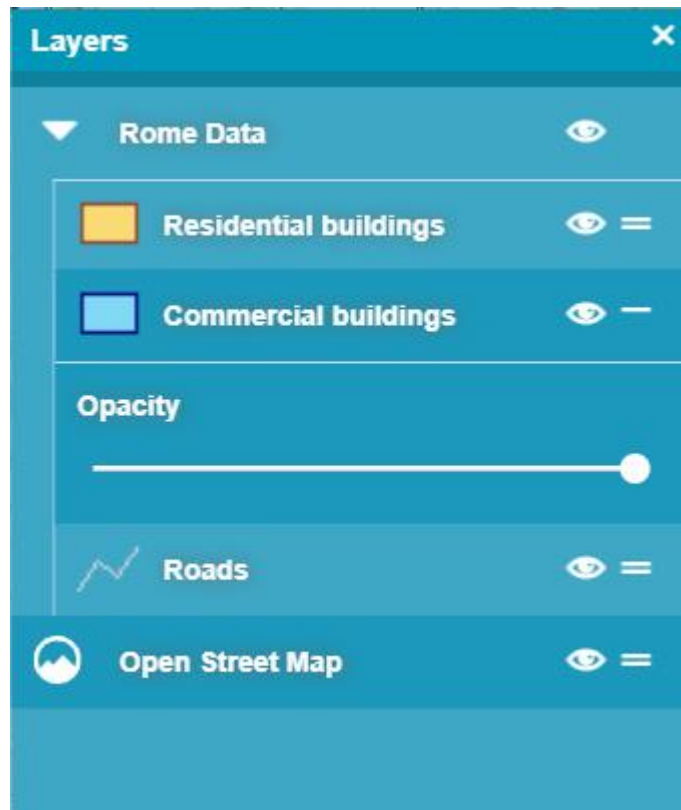 Layers
Rome Data
Residential buildings
Commercial buildings
Opacity
Roads
Open Street Map